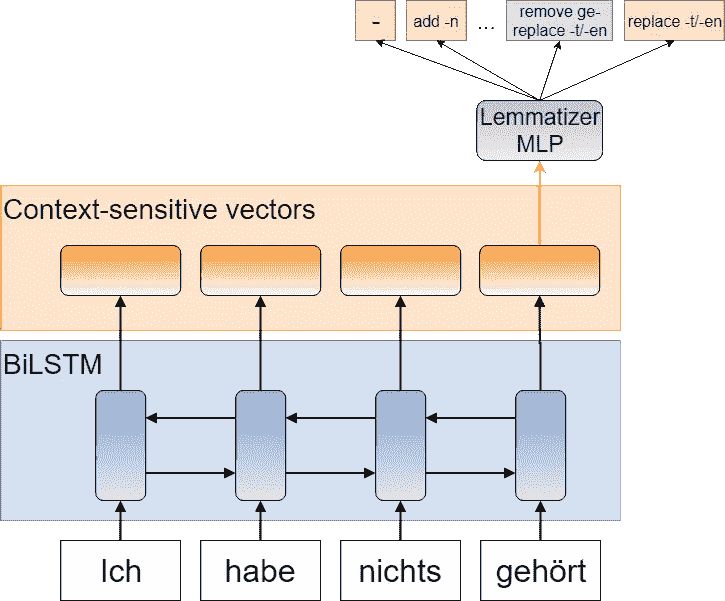 -
add -n
...
remove ge-
replace -t/-en
replace -t/-en
Lemmatizer
MLP
Context-sensitive vectors
BiLSTM
Ich
habe
nichts
gehört